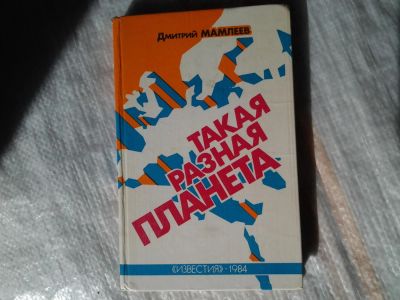 Дмитрий МАМЛЕЕВ
ТАКАЯ
РАЗНАЯ
ПЛАНЕТА
«ИЗВЕСТИЯ» · 1984